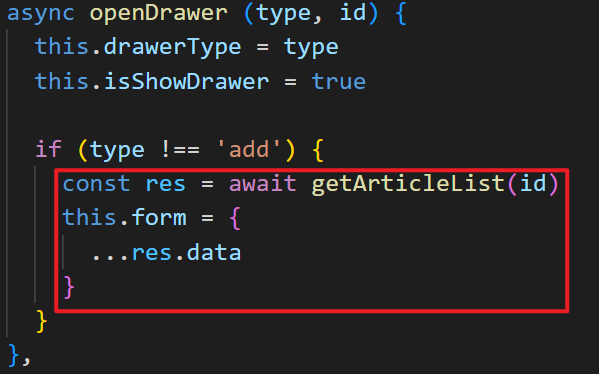 async openDrawer (type, id) {
this.drawerType = type
this.isShowDrawer = true
if (type !== 'add') {
const res = await getArticleList(id)
this.form = {
...res.data
}
}
},